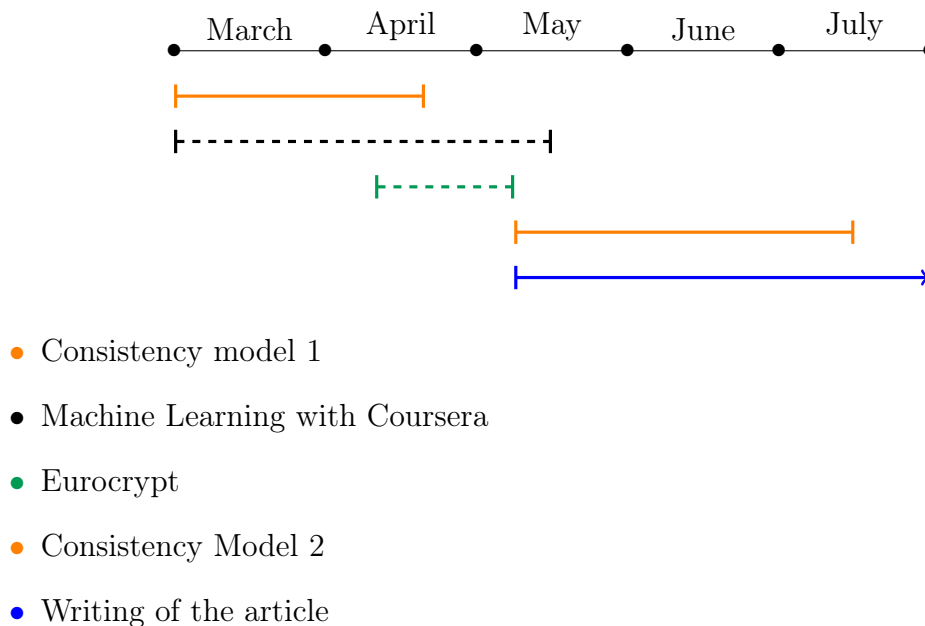 March April May June July
Consistency model 1
Machine Learning with Coursera
Eurocrypt
Consistency Model 2
Writing of the article